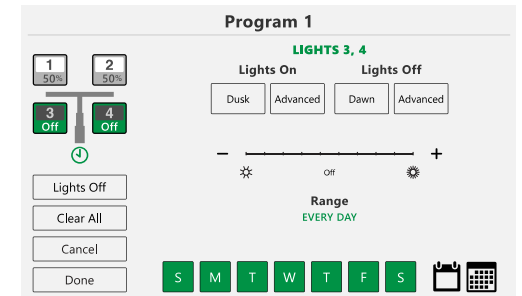 Program 1
LIGHTS 3, 4
Lights On
Lights Off
Dusk
Advanced
Dawn
Advanced
1
50%
2
50%
3
Off
4
Off
− +
Off
Range
EVERY DAY
Lights Off
Clear All
Cancel
Done
S M T W T F S